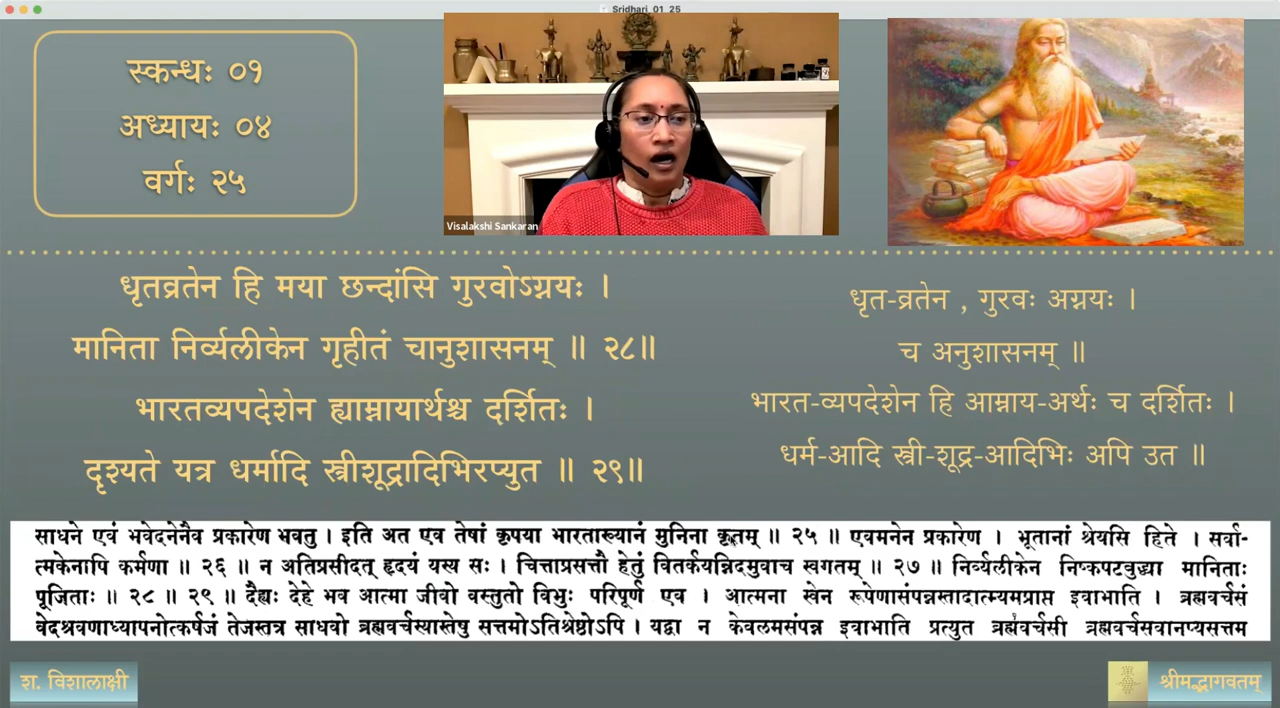 Sridhari_01_25
स्कन्धः ०१
अध्यायः ०४
वर्गः २५
Visalakshi Sankaran
धृतव्रतेन हि मया छन्दांसि गुरवोऽग्नयः ।
मानिता निर्व्यलीकेन गृहीतं चानुशासनम् ॥ २८॥
भारतव्यपदेशेन ह्याम्नायार्थश्च दर्शितः ।
दृश्यते यत्र धर्मादि स्त्रीशूद्रादिभिरप्युत ॥ २९॥
धृत-व्रतेन , गुरवः अग्नयः ।
च अनुशासनम् ॥
भारत-व्यपदेशेन हि आम्नाय-अर्थः च दर्शितः ।
धर्म-आदि स्त्री-शूद्र-आदिभिः अपि उत ॥
साधने एवं भवेदनेनैव प्रकारेण भवतु । इति अत एव तेषां कृपया भारताख्यानं मुनिना कृतम् ॥ २५ ॥ एवमनेन प्रकारेण । भूतानां श्रेयसि हिते । सर्वा-
त्मकेनापि कर्मणा ॥ २६ ॥ न अतिप्रसीदत् हृदयं यस्य सः । चित्ताप्रसत्तौ हेतुं वितर्कयन्निदमुवाच स्वगतम् ॥ २७ ॥ निर्व्यलीकेन निष्कपटबुद्ध्या मानिताः
पूजिताः ॥ २८ ॥ २९ ॥ दैह्यः देहे भव आत्मा जीवो वस्तुतो विभुः परिपूर्ण एव । आत्मना स्वेन रूपेणासंपन्नस्तादात्म्यमप्राप्त इवाभाति । ब्रह्मवर्चसं
वेदश्रवणाध्यापनोत्कर्षजं तेजस्तत्र साधवो ब्रह्मवर्चस्यास्तेषु सत्तमोऽतिश्रेष्ठोऽपि । यद्वा न केवलमसंपन्न इवाभाति प्रत्युत ब्रह्मवर्चसी ब्रह्मवर्चसवानप्यसत्तम
श. विशालाक्षी
श्रीमद्भागवतम्